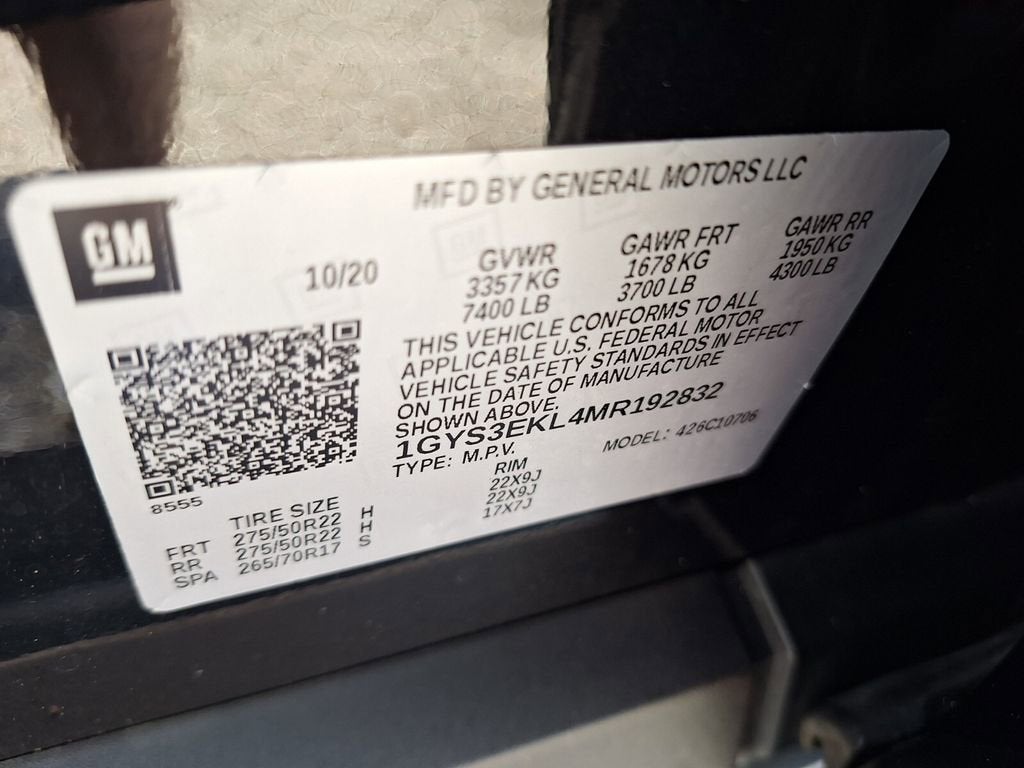 MFD BY GENERAL MOTORS LLC
GM
10/20
GVWR
3357 KG
7400 LB
GAWR FRT
1678 KG
3700 LB
GAWR RR
1950 KG
4300 LB
THIS VEHICLE CONFORMS TO ALL
APPLICABLE U.S. FEDERAL MOTOR
VEHICLE SAFETY STANDARDS IN EFFECT
ON THE DATE OF MANUFACTURE
SHOWN ABOVE.
1GYS3EKL4MR192832
TYPE: M.P.V.
MODEL: 426C10706
8555
TIRE SIZE RIM
FRT 275/50R22 H 22X9J
RR 275/50R22 H 22X9J
SPA 265/70R17 S 17X7J